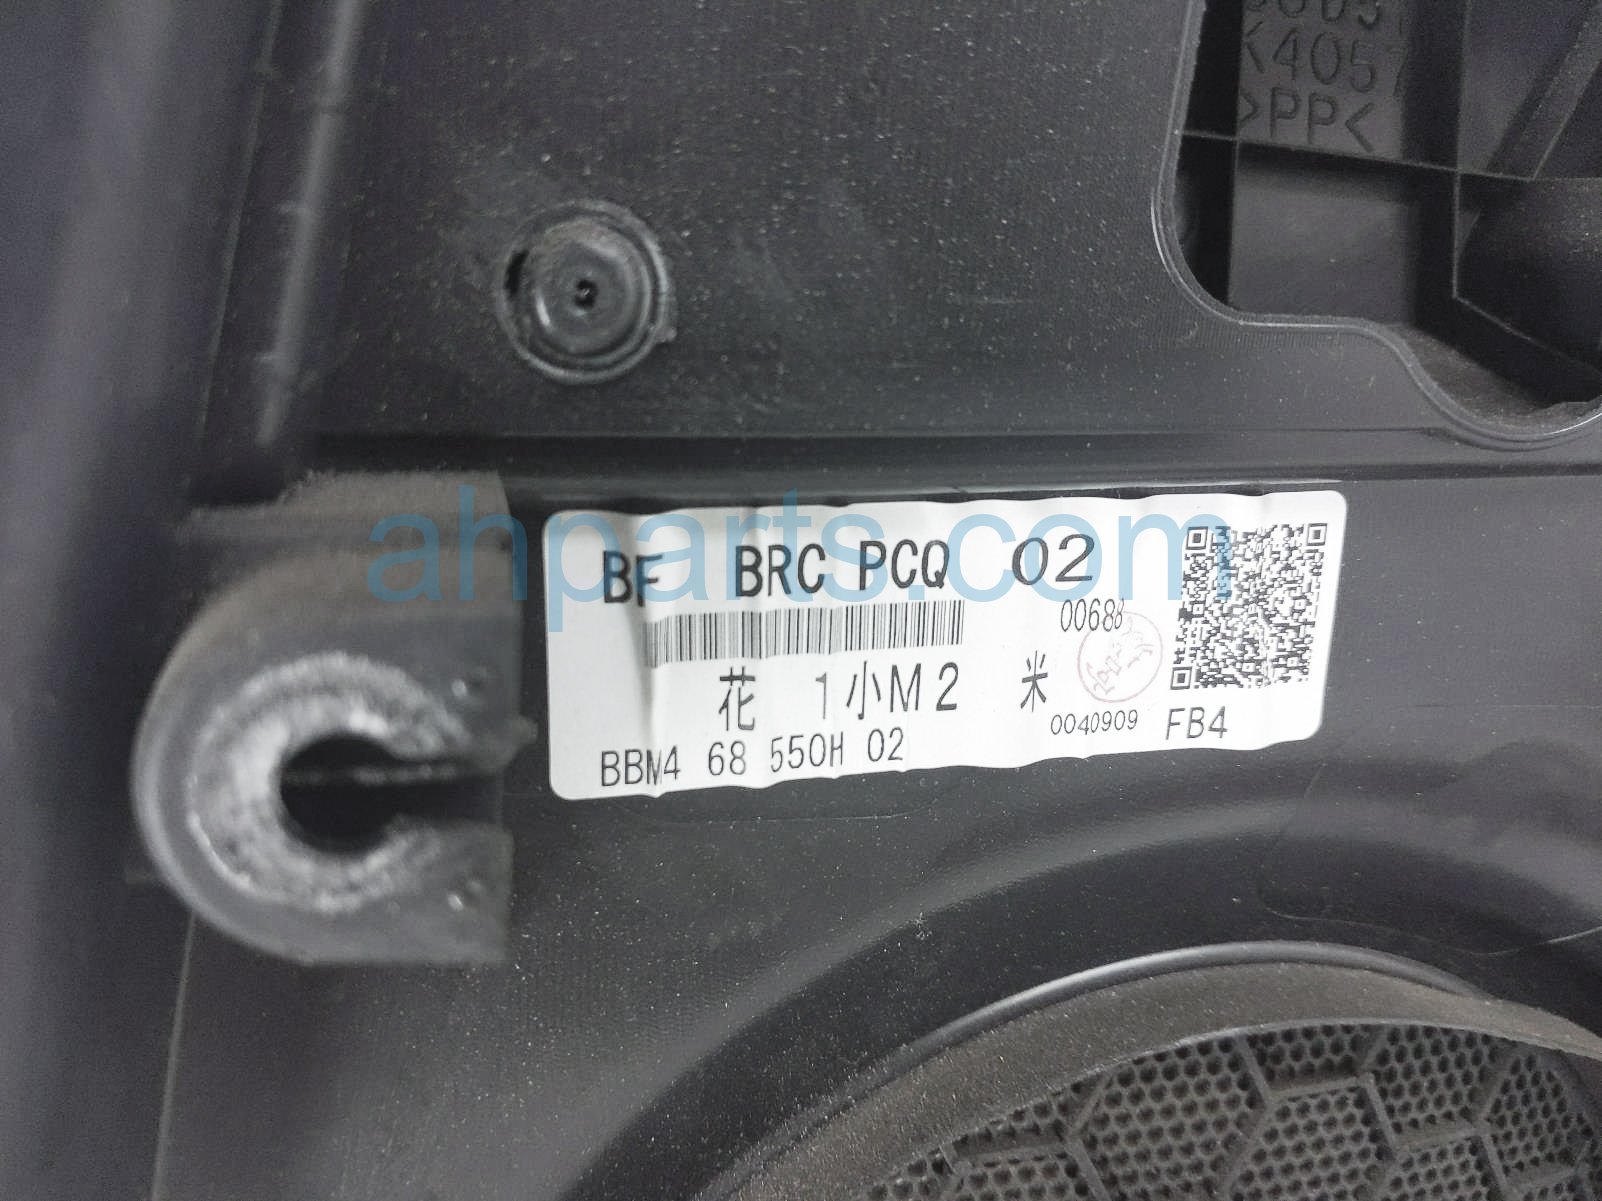 K4057
>PP<
ahparts.com
BF BRC PCQ 02
00688
花 1小M2 米
0040909 FB4
BBM4 68 550H 02